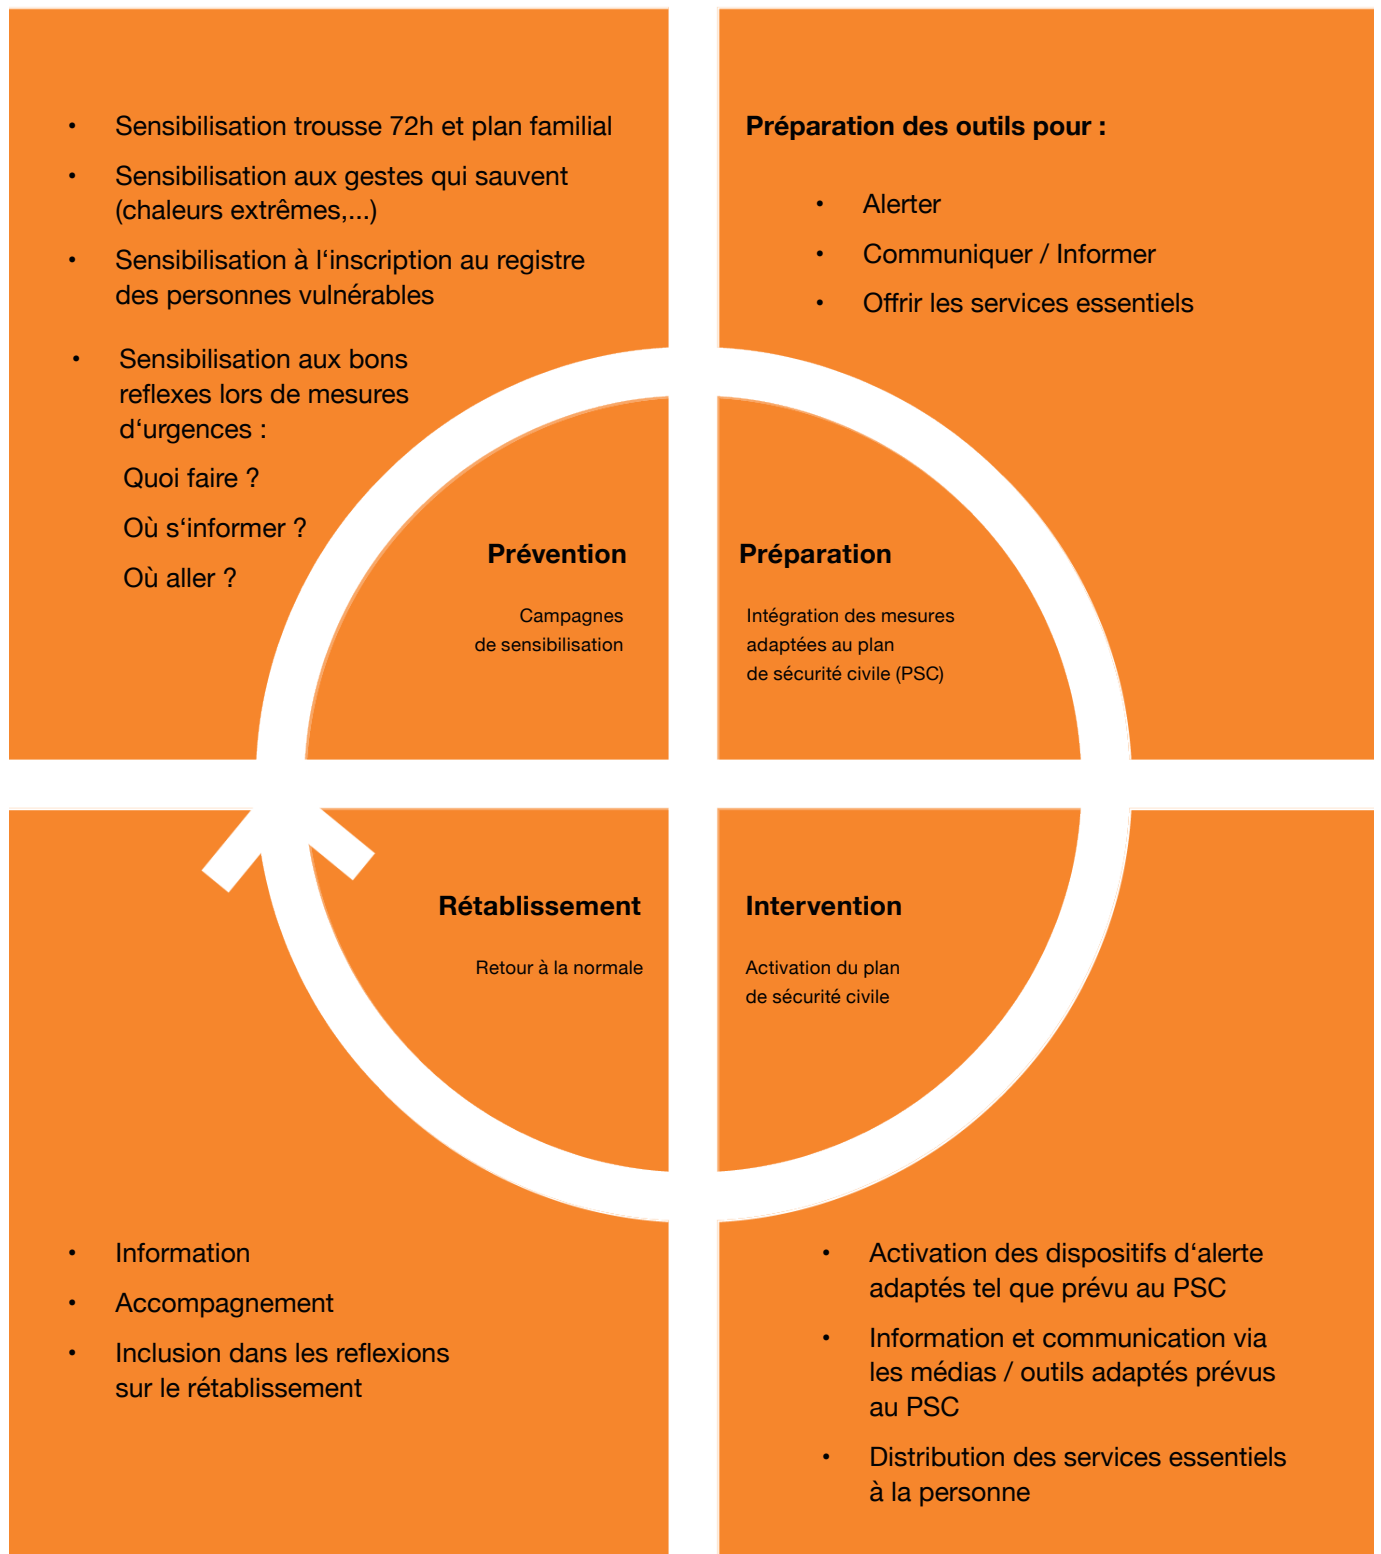 • Sensibilisation trousse 72h et plan familial
• Sensibilisation aux gestes qui sauvent
(chaleurs extrêmes,...)
• Sensibilisation à l‘inscription au registre
des personnes vulnérables
• Sensibilisation aux bons
reflexes lors de mesures
d‘urgences :
Quoi faire ?
Où s‘informer ?
Où aller ?
Prévention
Campagnes
de sensibilisation
Préparation des outils pour :
• Alerter
• Communiquer / Informer
• Offrir les services essentiels
Préparation
Intégration des mesures
adaptées au plan
de sécurité civile (PSC)
Rétablissement
Retour à la normale
• Information
• Accompagnement
• Inclusion dans les reflexions
sur le rétablissement
Intervention
Activation du plan
de sécurité civile
• Activation des dispositifs d‘alerte
adaptés tel que prévu au PSC
• Information et communication via
les médias / outils adaptés prévus
au PSC
• Distribution des services essentiels
à la personne